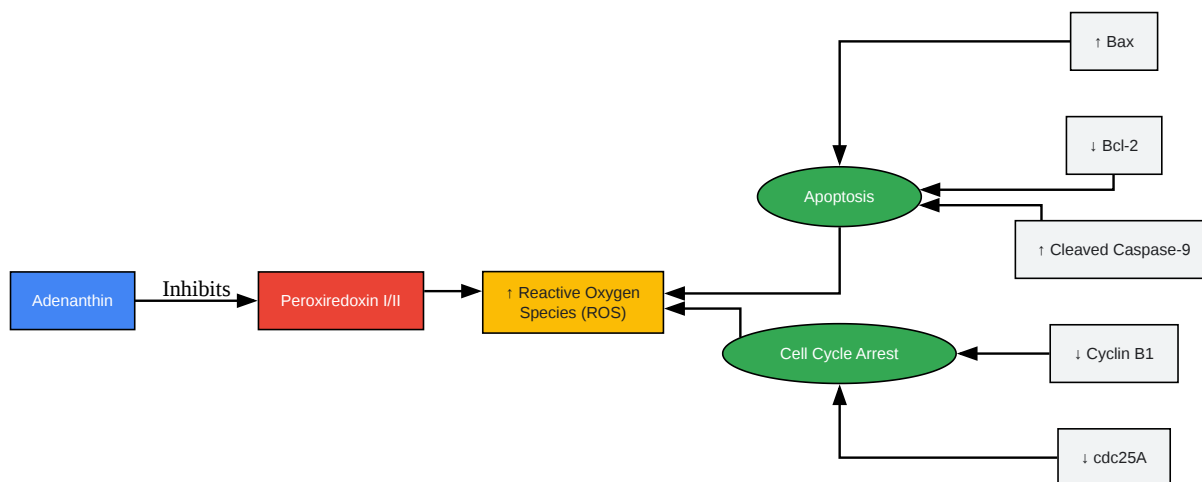 ↑ Bax
↓ Bcl-2
Apoptosis
↑ Cleaved Caspase-9
Adenanthin
Inhibits
Peroxiredoxin I/II
↑ Reactive Oxygen
Species (ROS)
Cell Cycle Arrest
↓ Cyclin B1
↓ cdc25A